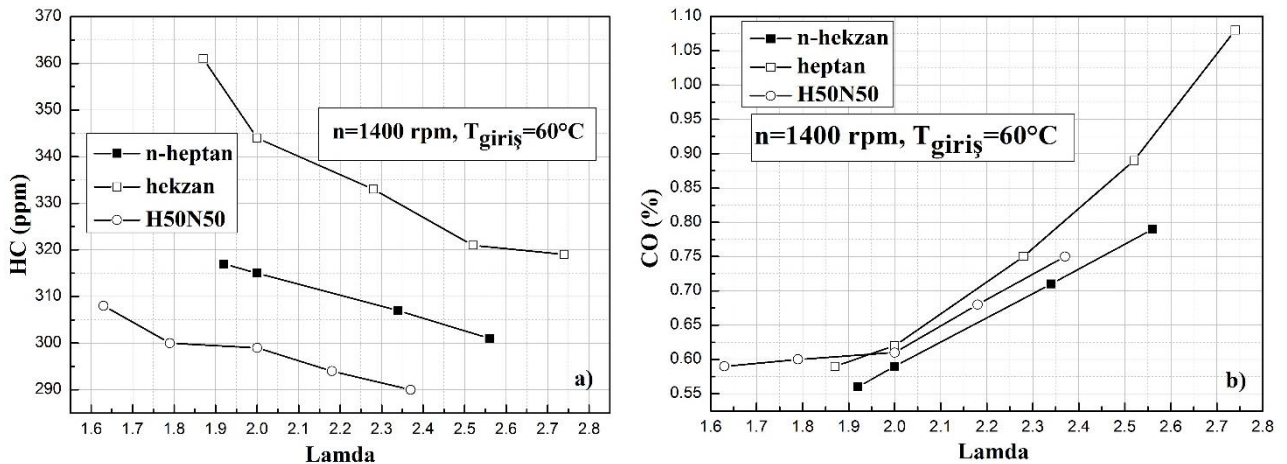 370
360
350
340
330
320
310
300
290
HC (ppm)
n=1400 rpm, Tgiriş=60°C
n-heptan
hekzan
H50N50
a)
1.6 1.7 1.8 1.9 2.0 2.1 2.2 2.3 2.4 2.5 2.6 2.7 2.8
Lamda
1.10
1.05
1.00
0.95
0.90
0.85
0.80
0.75
0.70
0.65
0.60
0.55
CO (%)
n-hekzan
heptan
H50N50
n=1400 rpm, Tgiriş=60°C
b)
1.6 1.7 1.8 1.9 2.0 2.1 2.2 2.3 2.4 2.5 2.6 2.7 2.8
Lamda